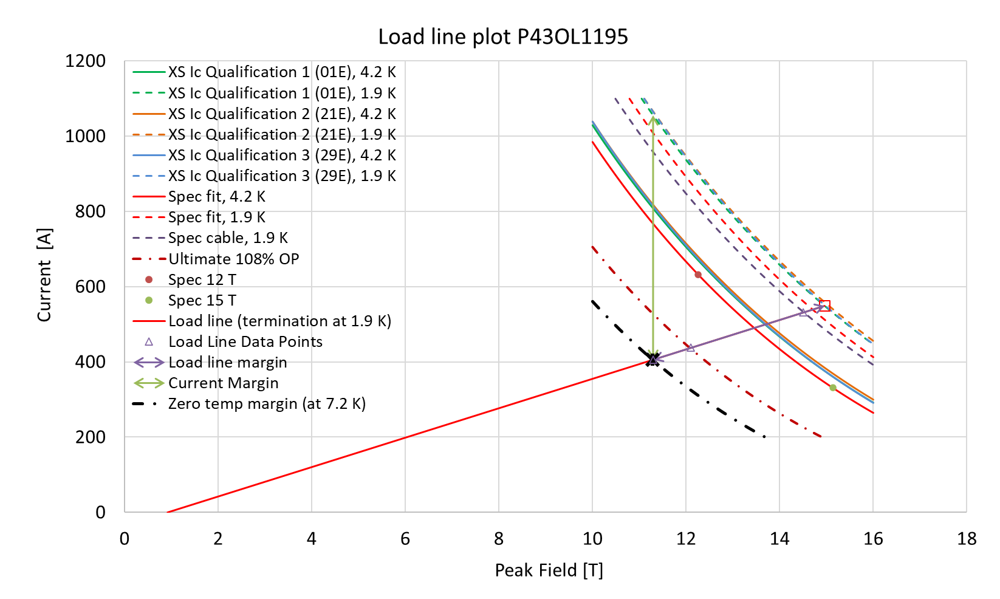 Load line plot P43OL1195
1200
1000
800
600
400
200
0
Current [A]
XS Ic Qualification 1 (01E), 4.2 K
XS Ic Qualification 1 (01E), 1.9 K
XS Ic Qualification 2 (21E), 4.2 K
XS Ic Qualification 2 (21E), 1.9 K
XS Ic Qualification 3 (29E), 4.2 K
XS Ic Qualification 3 (29E), 1.9 K
Spec fit, 4.2 K
Spec fit, 1.9 K
Spec cable, 1.9 K
Ultimate 108% OP
Spec 12 T
Spec 15 T
Load line (termination at 1.9 K)
Load Line Data Points
Load line margin
Current Margin
Zero temp margin (at 7.2 K)
0 2 4 6 8 10 12 14 16 18
Peak Field [T]